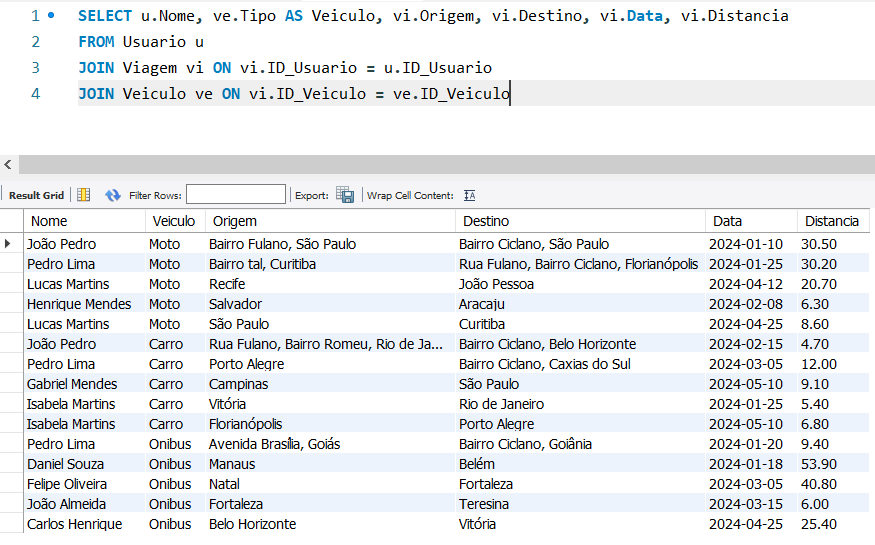 1 SELECT u.Nome, ve.Tipo AS Veiculo, vi.Origem, vi.Destino, vi.Data, vi.Distancia
2 FROM Usuario u
3 JOIN Viagem vi ON vi.ID_Usuario = u.ID_Usuario
4 JOIN Veiculo ve ON vi.ID_Veiculo = ve.ID_Veiculo
Result Grid Filter Rows: Export: Wrap Cell Content: IA
Nome Veiculo Origem Destino Data Distancia
João Pedro Moto Bairro Fulano, São Paulo Bairro Ciclano, São Paulo 2024-01-10 30.50
Pedro Lima Moto Bairro tal, Curitiba Rua Fulano, Bairro Ciclano, Florianópolis 2024-01-25 30.20
Lucas Martins Moto Recife João Pessoa 2024-04-12 20.70
Henrique Mendes Moto Salvador Aracaju 2024-02-08 6.30
Lucas Martins Moto São Paulo Curitiba 2024-04-25 8.60
João Pedro Carro Rua Fulano, Bairro Romeu, Rio de Ja... Bairro Ciclano, Belo Horizonte 2024-02-15 4.70
Pedro Lima Carro Porto Alegre Bairro Ciclano, Caxias do Sul 2024-03-05 12.00
Gabriel Mendes Carro Campinas São Paulo 2024-05-10 9.10
Isabela Martins Carro Vitória Rio de Janeiro 2024-01-25 5.40
Isabela Martins Carro Florianópolis Porto Alegre 2024-05-10 6.80
Pedro Lima Onibus Avenida Brasília, Goiás Bairro Ciclano, Goiânia 2024-01-20 9.40
Daniel Souza Onibus Manaus Belém 2024-01-18 53.90
Felipe Oliveira Onibus Natal Fortaleza 2024-03-05 40.80
João Almeida Onibus Fortaleza Teresina 2024-03-15 6.00
Carlos Henrique Onibus Belo Horizonte Vitória 2024-04-25 25.40